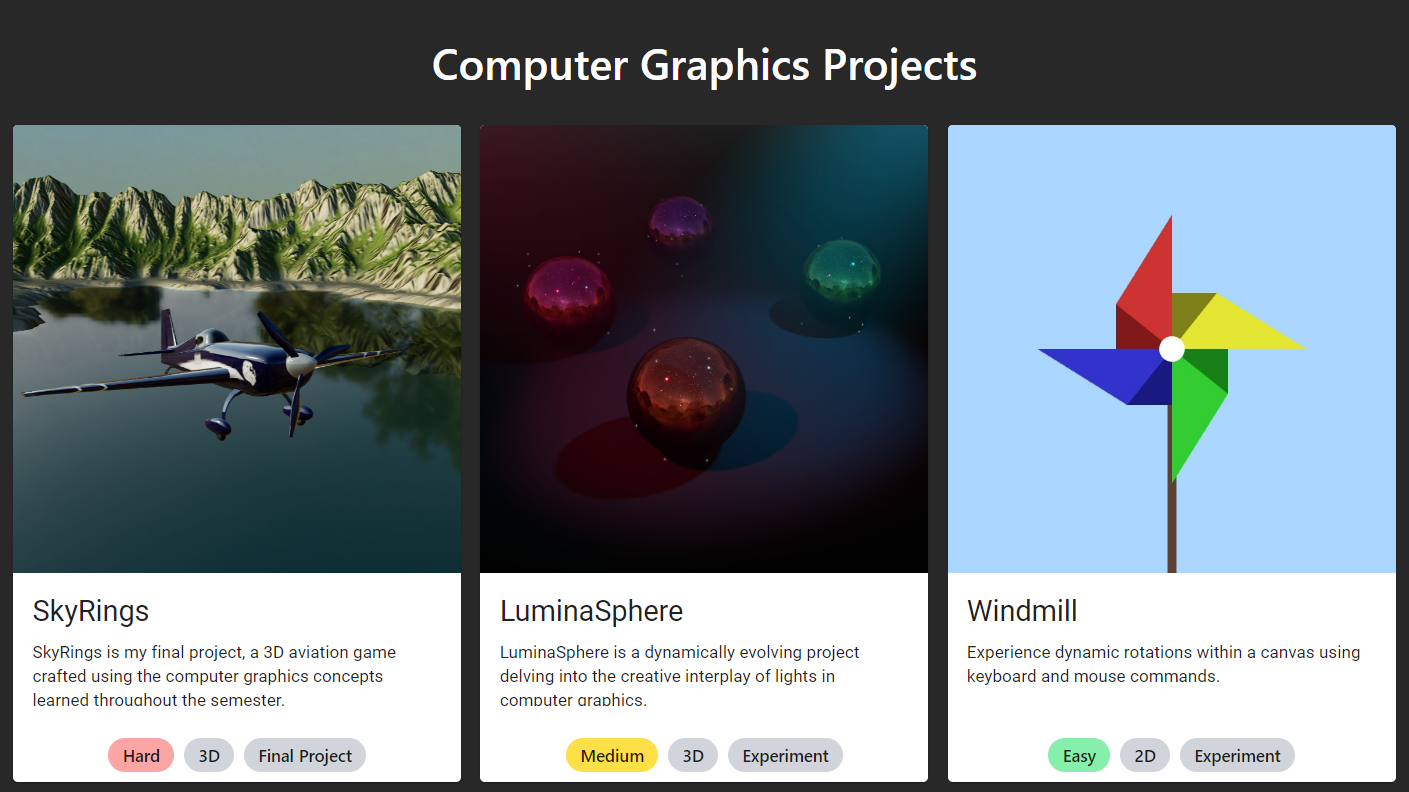 Computer Graphics Projects
SkyRings
SkyRings is my final project, a 3D aviation game
crafted using the computer graphics concepts
learned throughout the semester.
Hard
3D
Final Project
LuminaSphere
LuminaSphere is a dynamically evolving project
delving into the creative interplay of lights in
computer graphics.
Medium
3D
Experiment
Windmill
Experience dynamic rotations within a canvas using
keyboard and mouse commands.
Easy
2D
Experiment